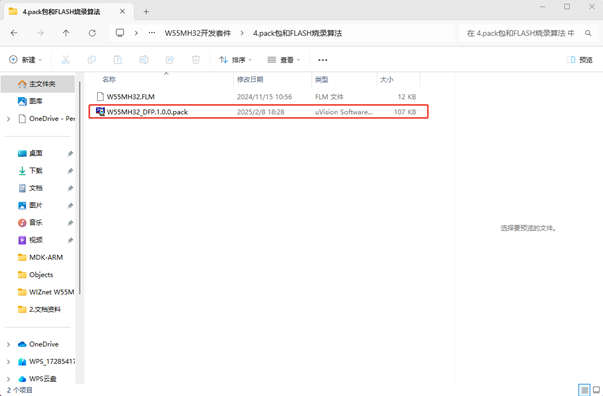 4.pack包和FLASH烧录算法
W55MH32开发套件 > 4.pack包和FLASH烧录算法
在 4.pack包和FLASH烧录算法 中
新建
排序
查看
预览
主文件夹
图库
OneDrive - Per
桌面
下载
文档
图片
音乐
视频
MDK-ARM
Objects
WIZnet W55M
2.文档资料
OneDrive
WPS_17285417
WPS云盘
名称 修改日期 类型 大小
W55MH32.FLM 2024/11/15 10:56 FLM 文件 12 KB
W55MH32_DFP.1.0.0.pack 2025/2/8 18:28 uVision Software... 107 KB
选择要预览的文件。
2 个项目